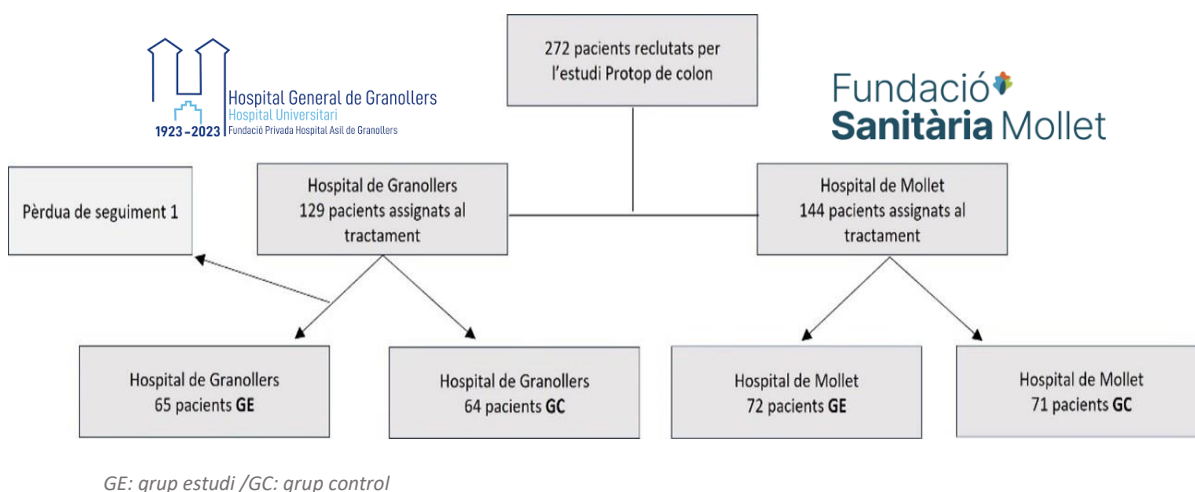 272 pacients reclutats per
l'estudi Protop de colon
Hospital General de Granollers
Hospital Universitari
1923-2023 Fundació Privada Hospital Asil de Granollers
Fundació
Sanitària Mollet
Pèrdua de seguiment 1
Hospital de Granollers
129 pacients assignats al
tractament
Hospital de Mollet
144 pacients assignats al
tractament
Hospital de Granollers
65 pacients GE
Hospital de Granollers
64 pacients GC
Hospital de Mollet
72 pacients GE
Hospital de Mollet
71 pacients GC
GE: grup estudi /GC: grup control